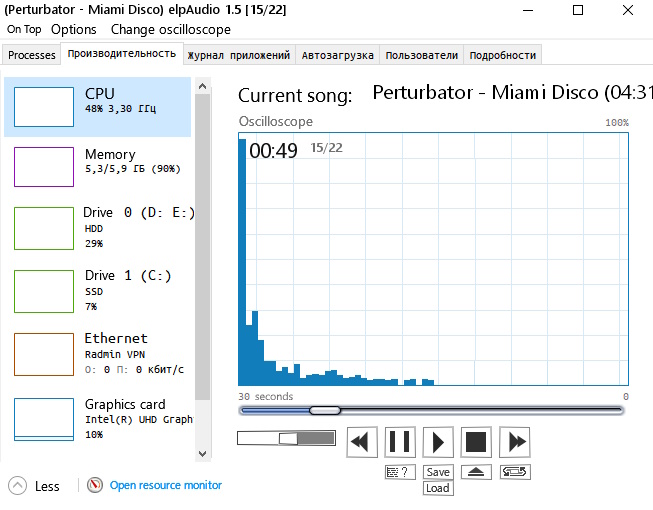 (Perturbator - Miami Disco) elpAudio 1.5 [15/22]
On Top Options Change oscilloscope
Processes Производительность Журнал приложений Автозагрузка Пользователи Подробности
CPU
48% 3,30 ГГц
Memory
5,3/5,9 ГБ (90%)
Drive 0 (D: E:)
HDD
29%
Drive 1 (C:)
SSD
7%
Ethernet
Radmin VPN
О: 0 П: 0 кбит/с
Graphics card
Intel(R) UHD Graph
10%
Current song: Perturbator - Miami Disco (04:31
Oscilloscope 100%
00:49 15/22
30 seconds 0
?
Save
Load
Less Open resource monitor